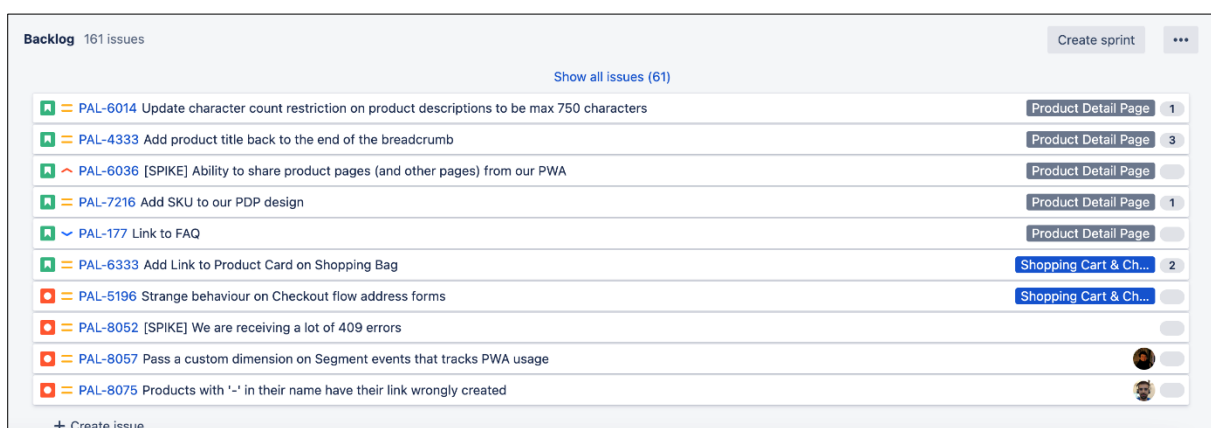 Backlog 161 issues Create sprint •••
Show all issues (61)
PAL-6014 Update character count restriction on product descriptions to be max 750 characters Product Detail Page 1
PAL-4333 Add product title back to the end of the breadcrumb Product Detail Page 3
PAL-6036 [SPIKE] Ability to share product pages (and other pages) from our PWA Product Detail Page
PAL-7216 Add SKU to our PDP design Product Detail Page 1
PAL-177 Link to FAQ Product Detail Page
PAL-6333 Add Link to Product Card on Shopping Bag Shopping Cart & Ch... 2
PAL-5196 Strange behaviour on Checkout flow address forms Shopping Cart & Ch...
PAL-8052 [SPIKE] We are receiving a lot of 409 errors
PAL-8057 Pass a custom dimension on Segment events that tracks PWA usage
PAL-8075 Products with '-' in their name have their link wrongly created
+ Create issue